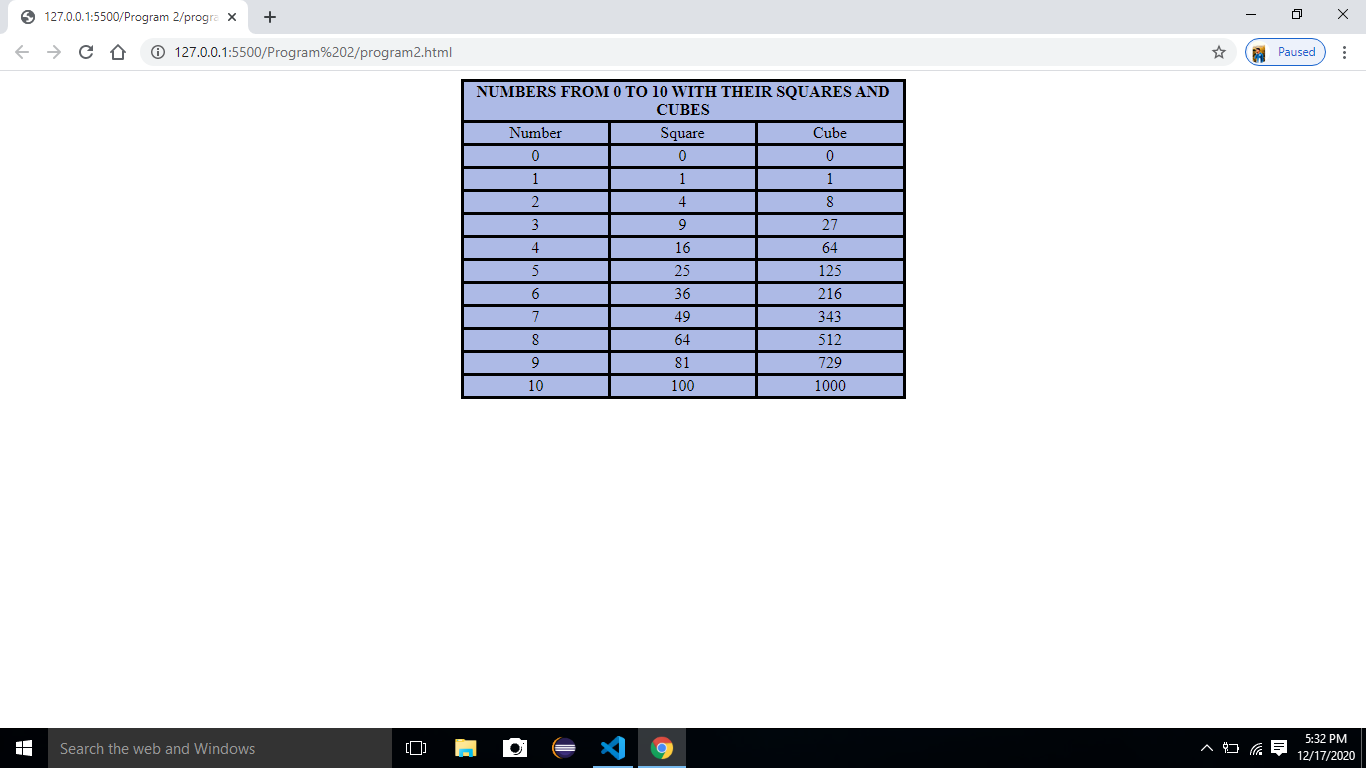 127.0.0.1:5500/Program 2/progra
127.0.0.1:5500/Program%202/program2.html
Paused
NUMBERS FROM 0 TO 10 WITH THEIR SQUARES AND
CUBES
Number Square Cube
0 0 0
1 1 1
2 4 8
3 9 27
4 16 64
5 25 125
6 36 216
7 49 343
8 64 512
9 81 729
10 100 1000
Search the web and Windows
5:32 PM
12/17/2020